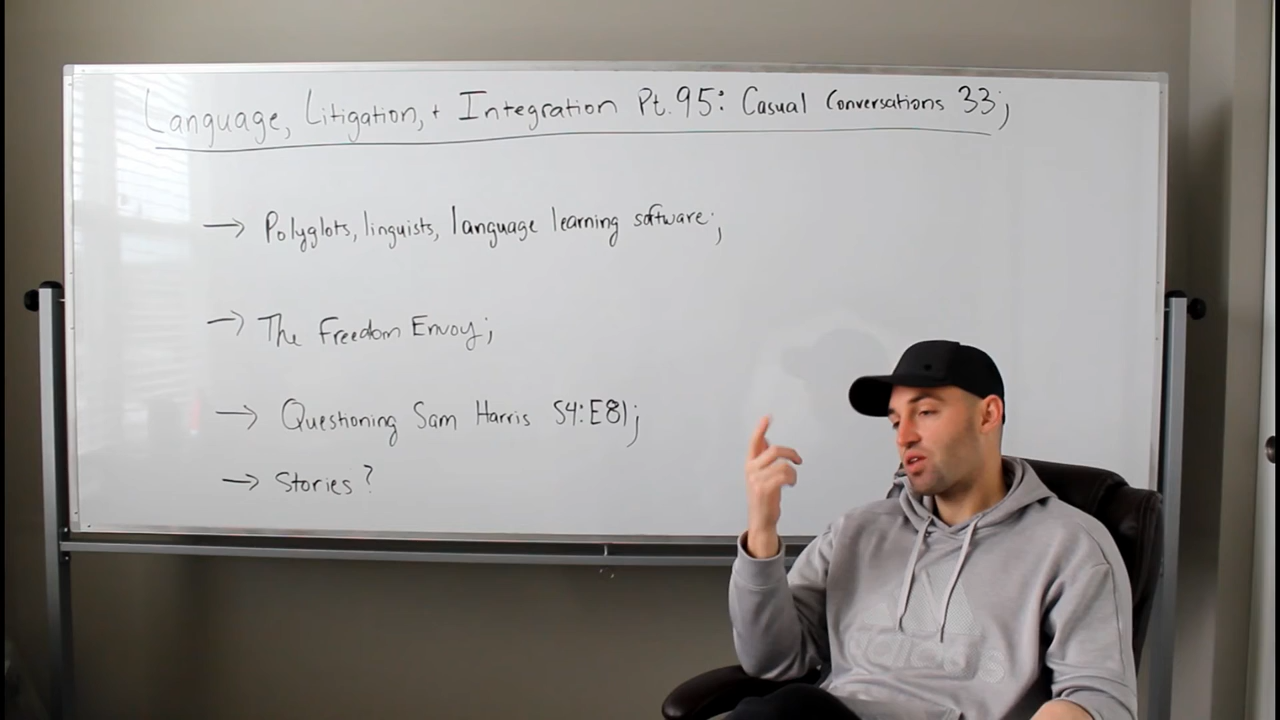 Language, Litigation, + Integration Pt. 95: Casual Conversations 33;
→ Polyglots, linguists, language learning software;
→ The Freedom Envoy;
→ Questioning Sam Harris S4:E81;
→ Stories?
adidas